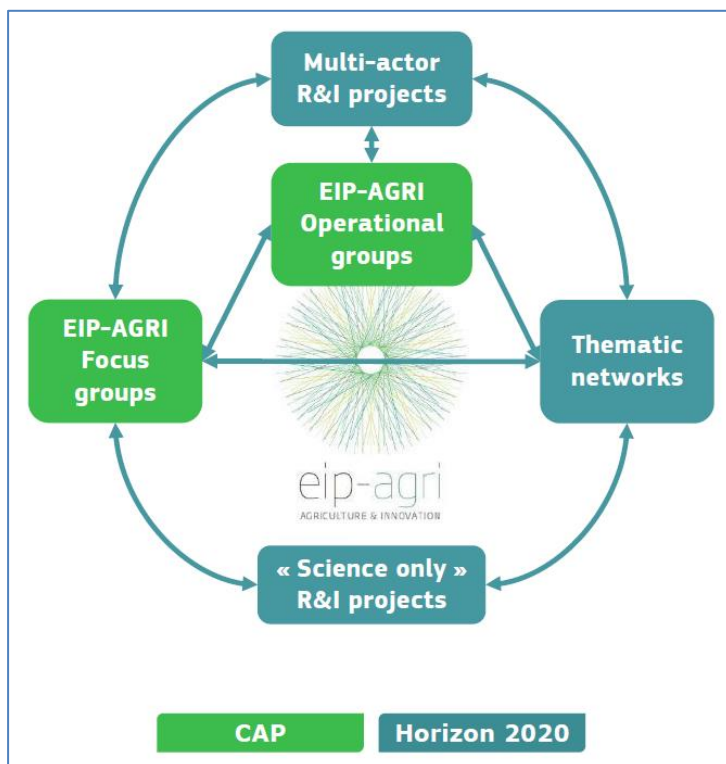 Multi-actor
R&I projects
EIP-AGRI
Operational
groups
EIP-AGRI
Focus
groups
Thematic
networks
eip-agri
AGRICULTURE & INNOVATION
« Science only »
R&I projects
CAP
Horizon 2020